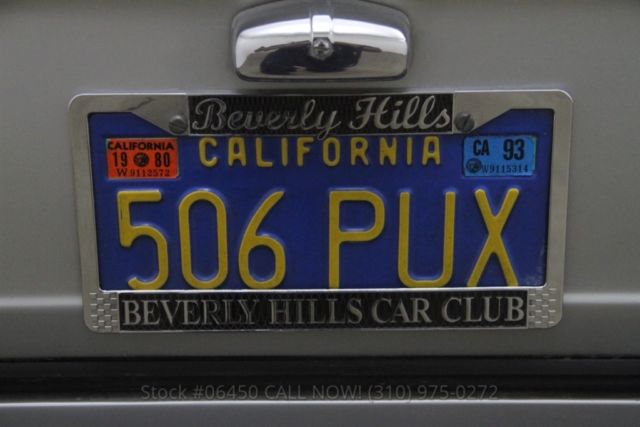 Beverly Hills
CALIFORNIA
19 80
W9112572
CALIFORNIA
CA 93
W9115314
506 PUX
BEVERLY HILLS CAR CLUB
Stock #06450 CALL NOW! (310) 975-0272